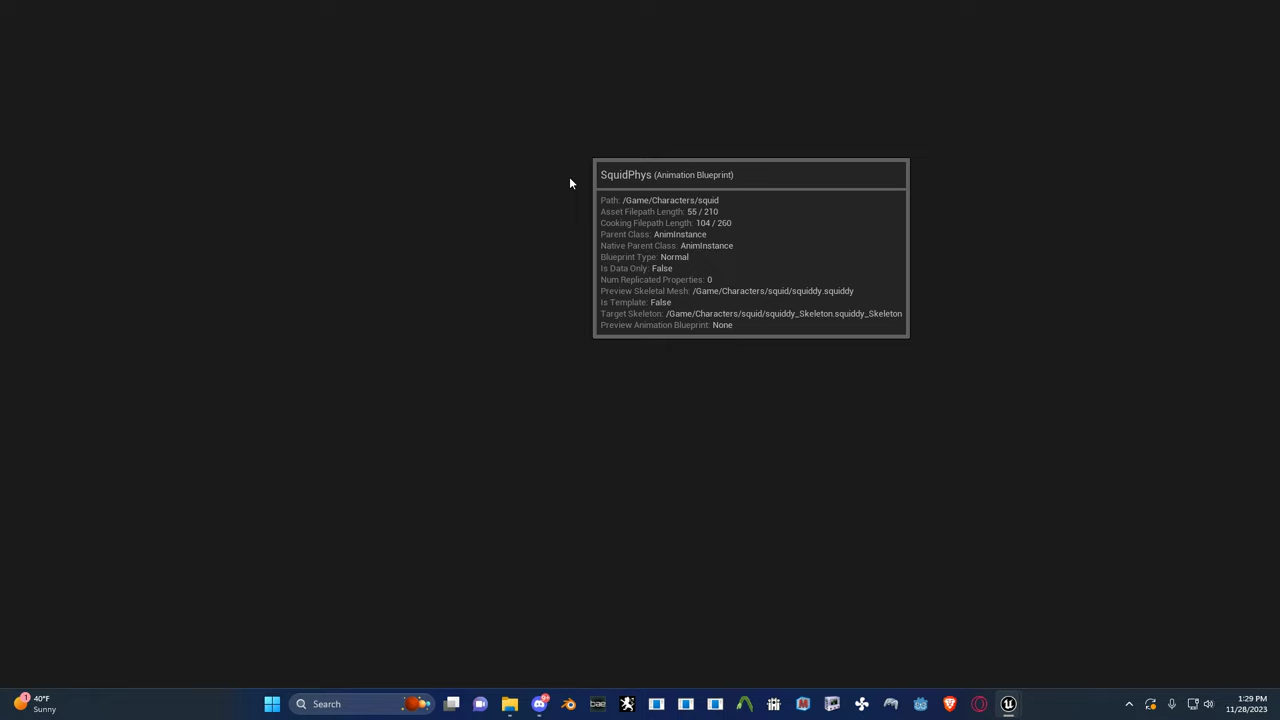 SquidPhys (Animation Blueprint)
Path: /Game/Characters/squid
Asset Filepath Length: 55 / 210
Cooking Filepath Length: 104 / 260
Parent Class: AnimInstance
Native Parent Class: AnimInstance
Blueprint Type: Normal
Is Data Only: False
Num Replicated Properties: 0
Preview Skeletal Mesh: /Game/Characters/squid/squiddy.squiddy
Is Template: False
Target Skeleton: /Game/Characters/squid/squiddy_Skeleton.squiddy_Skeleton
Preview Animation Blueprint: None
1
40°F
Sunny
Search
9+
bae
1:29 PM
11/28/2023